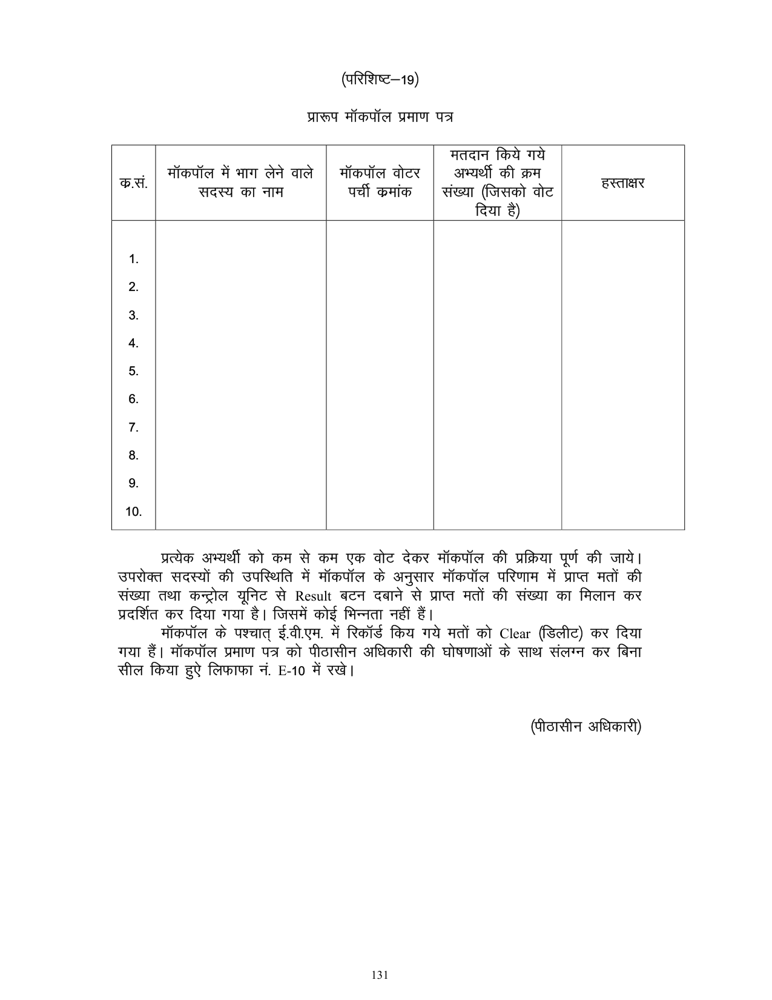 (परिशिष्ट–19)
प्रारूप मॉकपॉल प्रमाण पत्र
क्र.सं.
मॉकपॉल में भाग लेने वाले
सदस्य का नाम
मॉकपॉल वोटर
पर्ची क्रमांक
मतदान किये गये
अभ्यर्थी की क्रम
संख्या (जिसको वोट
दिया है)
हस्ताक्षर
1.
2.
3.
4.
5.
6.
7.
8.
9.
10.
प्रत्येक अभ्यर्थी को कम से कम एक वोट देकर मॉकपॉल की प्रक्रिया पूर्ण की जाये।
उपरोक्त सदस्यों की उपस्थिति में मॉकपॉल के अनुसार मॉकपॉल परिणाम में प्राप्त मतों की
संख्या तथा कन्ट्रोल यूनिट से Result बटन दबाने से प्राप्त मतों की संख्या का मिलान कर
प्रदर्शित कर दिया गया है। जिसमें कोई भिन्नता नहीं हैं।
मॉकपॉल के पश्चात् ई.वी.एम. में रिकॉर्ड किय गये मतों को Clear (डिलीट) कर दिया
गया हैं। मॉकपॉल प्रमाण पत्र को पीठासीन अधिकारी की घोषणाओं के साथ संलग्न कर बिना
सील किया हुऐ लिफाफा नं. E-10 में रखे।
(पीठासीन अधिकारी)
131